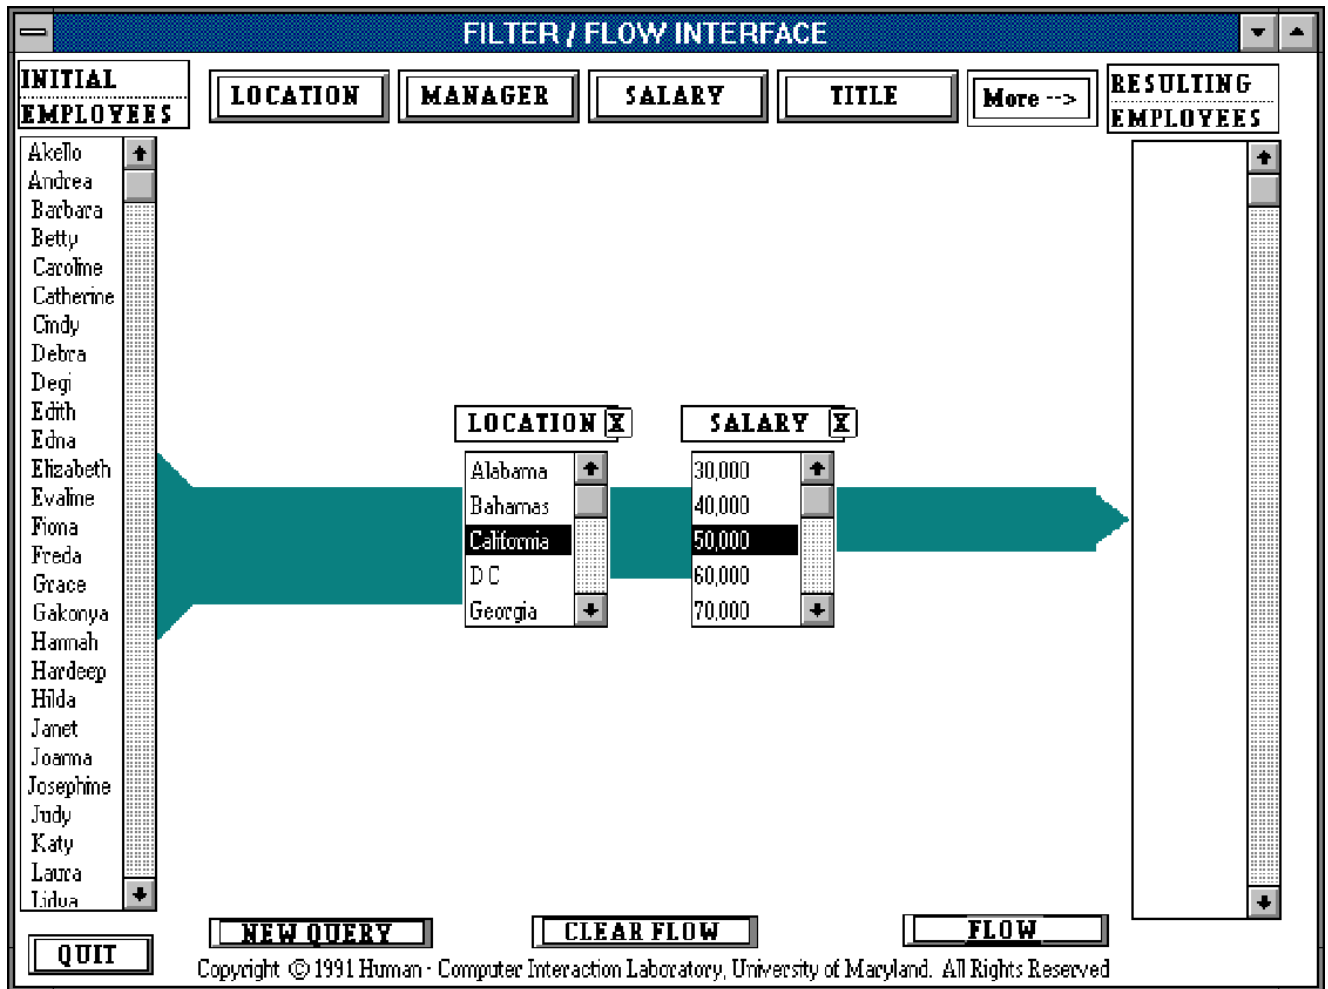 FILTER / FLOW INTERFACE
INITIAL
EMPLOYEES
LOCATION
MANAGER
SALARY
TITLE
More -->
RESULTING
EMPLOYEES
Akello
Andrea
Barbara
Betty
Caroline
Catherine
Cindy
Debra
Degi
Edith
Edna
Elizabeth
Evaline
Fiona
Freda
Grace
Gakonya
Hannah
Hardeep
Hilda
Janet
Joanna
Josephine
Judy
Katy
Laura
Lidua
LOCATION X
Alabama
Bahamas
California
D C
Georgia
SALARY X
30,000
40,000
50,000
60,000
70,000
NEW QUERY
CLEAR FLOW
FLOW
QUIT
Copyright © 1991 Human - Computer Interaction Laboratory, University of Maryland. All Rights Reserved